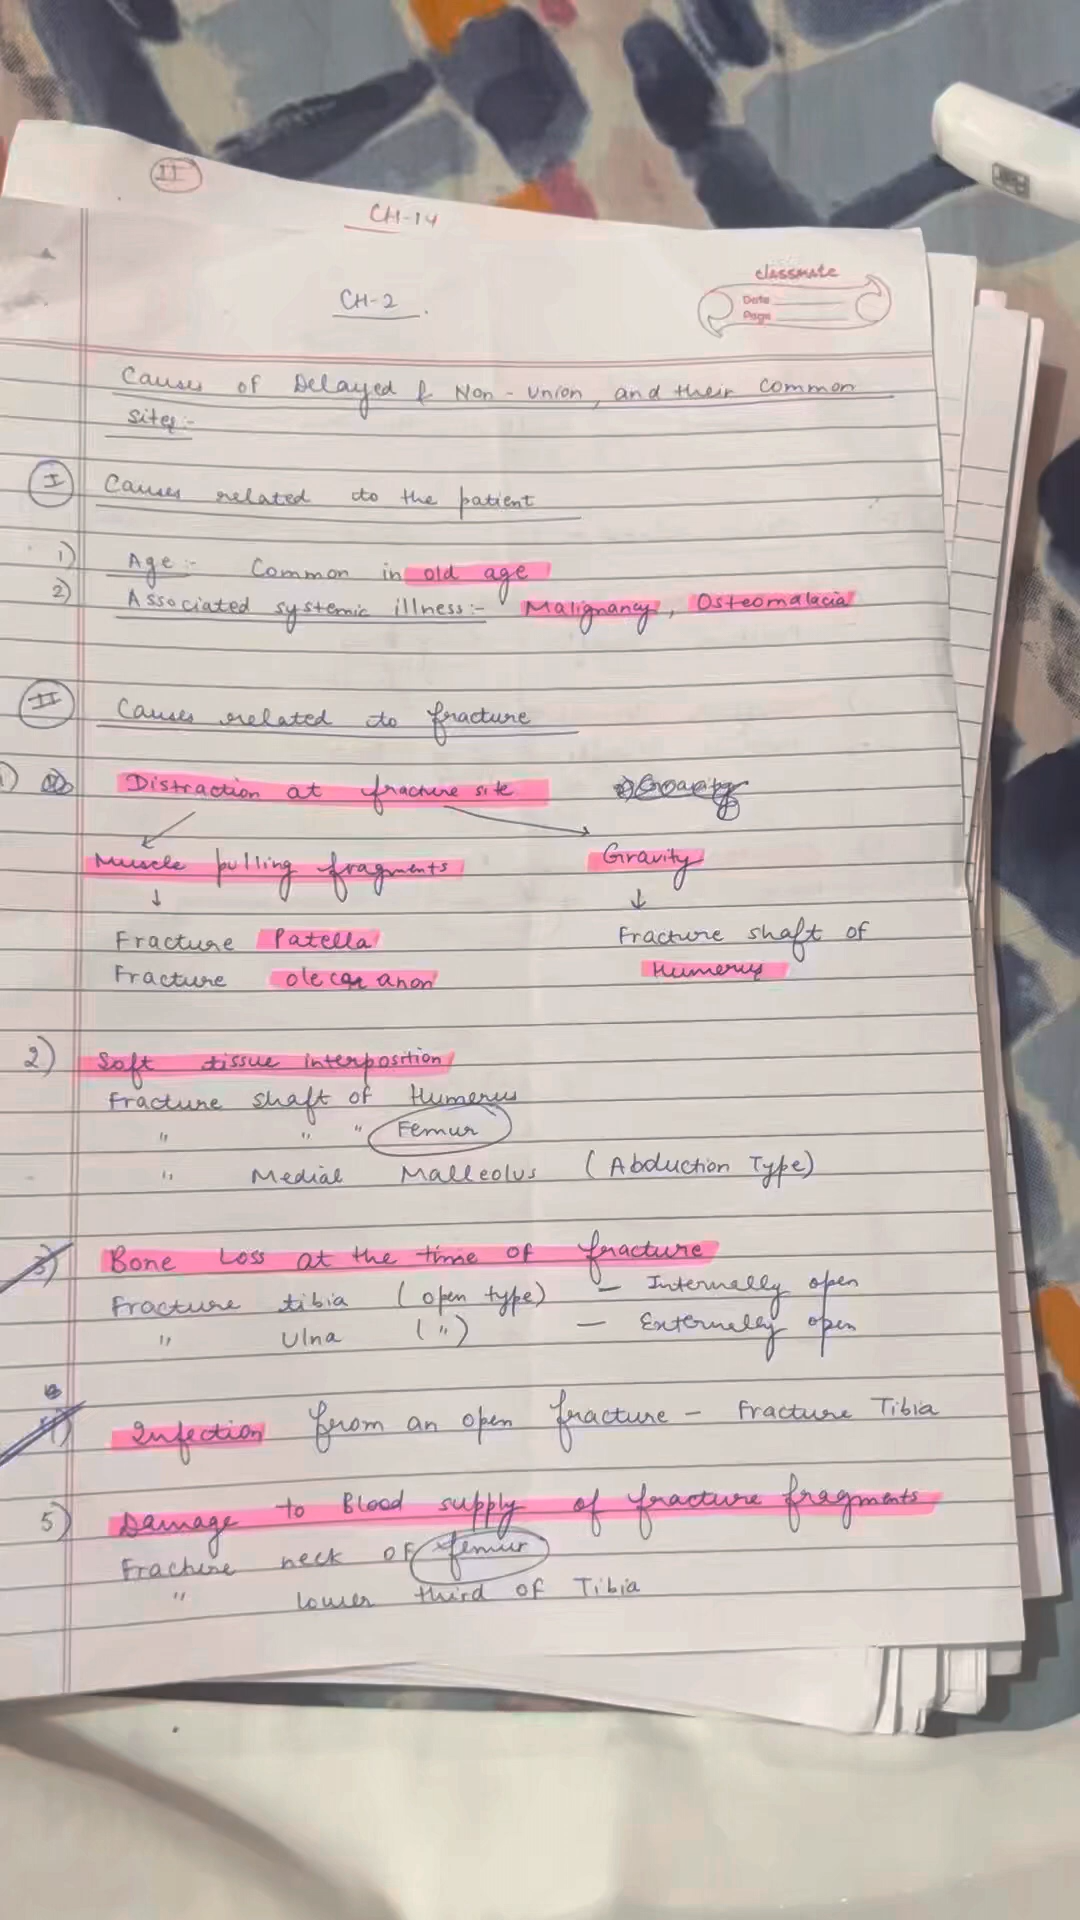 II
CH-14
classmate
Date
Page
CH-2.
Causes of Delayed & Non-Union, and their common
sites:-
I Causes related to the patient
1) Age:- Common in old age
2) Associated systemic illness:- Malignancy, Osteomalacia
II Causes related to fracture
1) Distraction at fracture site
Muscle pulling fragments Gravity
↓ ↓
Fracture Patella Fracture shaft of
Fracture olecranon Humerus
2) Soft tissue interposition
Fracture shaft of Humerus
" " " Femur
" Medial Malleolus (Abduction Type)
3) Bone Loss at the time of fracture
Fracture tibia (open type) - Internally open
" Ulna (") - Externally open
Infection from an open fracture - Fracture Tibia
5) Damage to Blood supply of fracture fragments
Fracture neck of femur
" lower third of Tibia